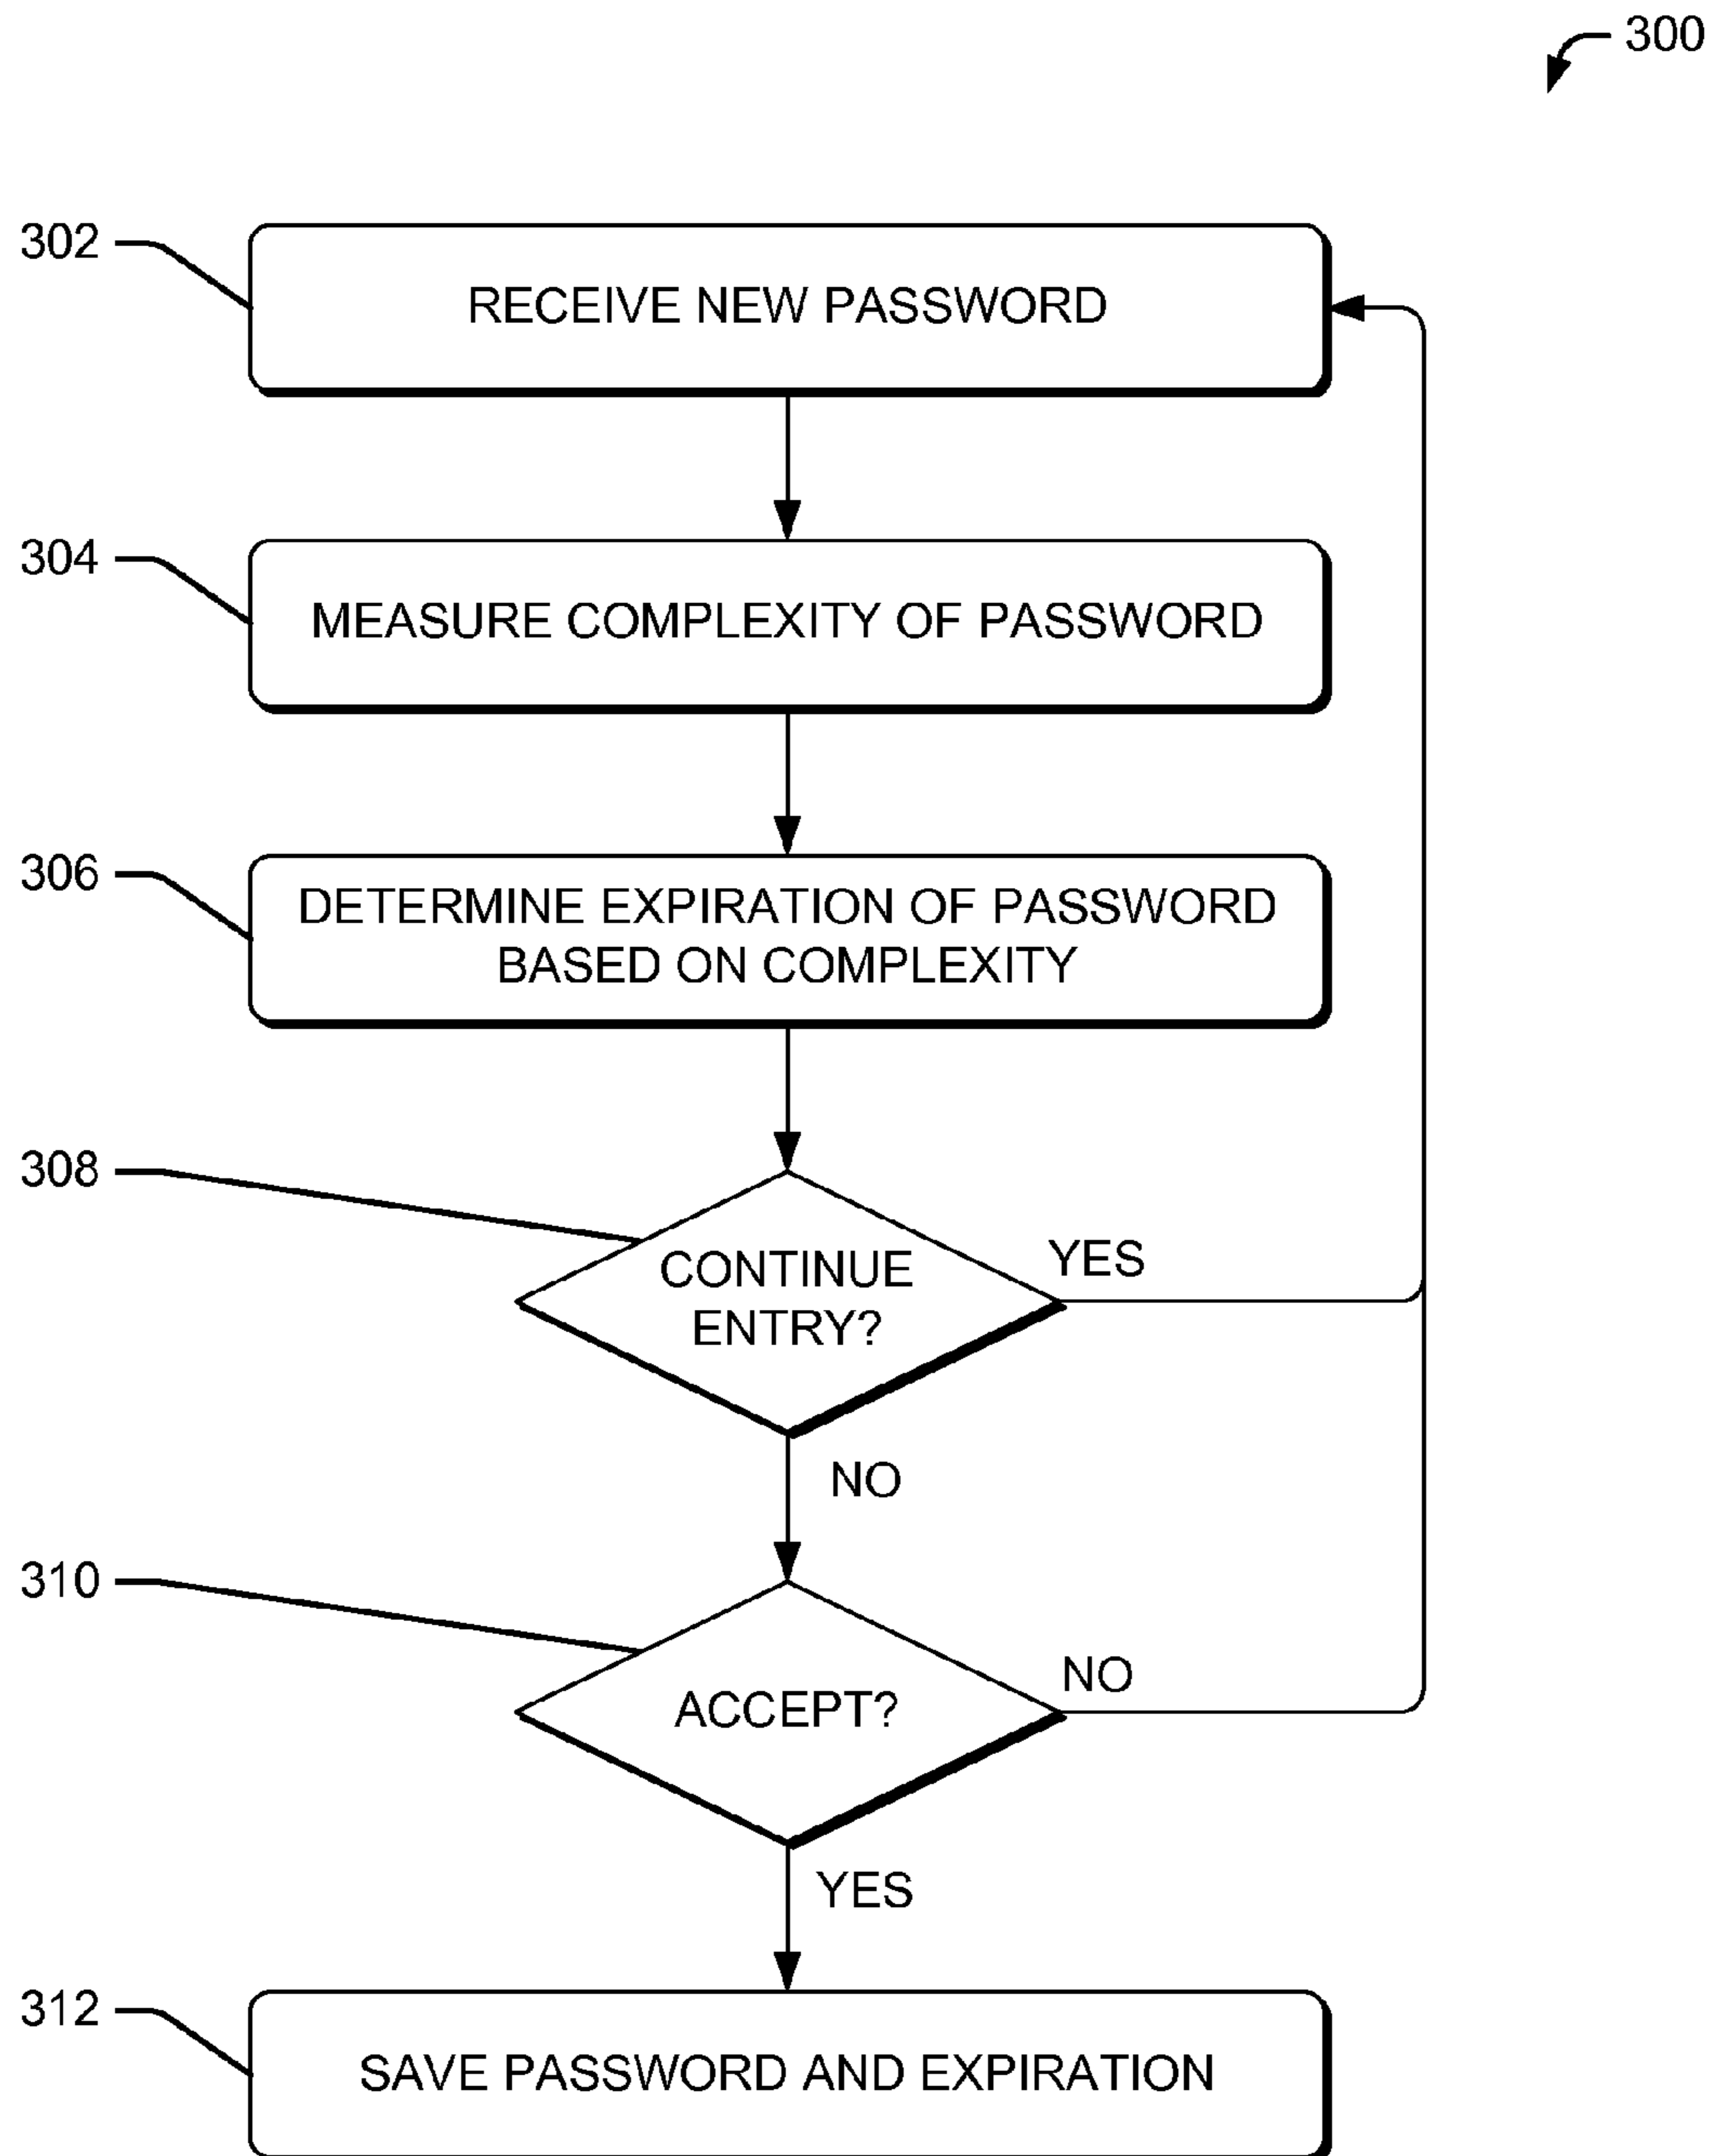 300
302
RECEIVE NEW PASSWORD
304
MEASURE COMPLEXITY OF PASSWORD
306
DETERMINE EXPIRATION OF PASSWORD
BASED ON COMPLEXITY
308
CONTINUE
ENTRY?
YES
NO
310
ACCEPT?
NO
YES
312
SAVE PASSWORD AND EXPIRATION